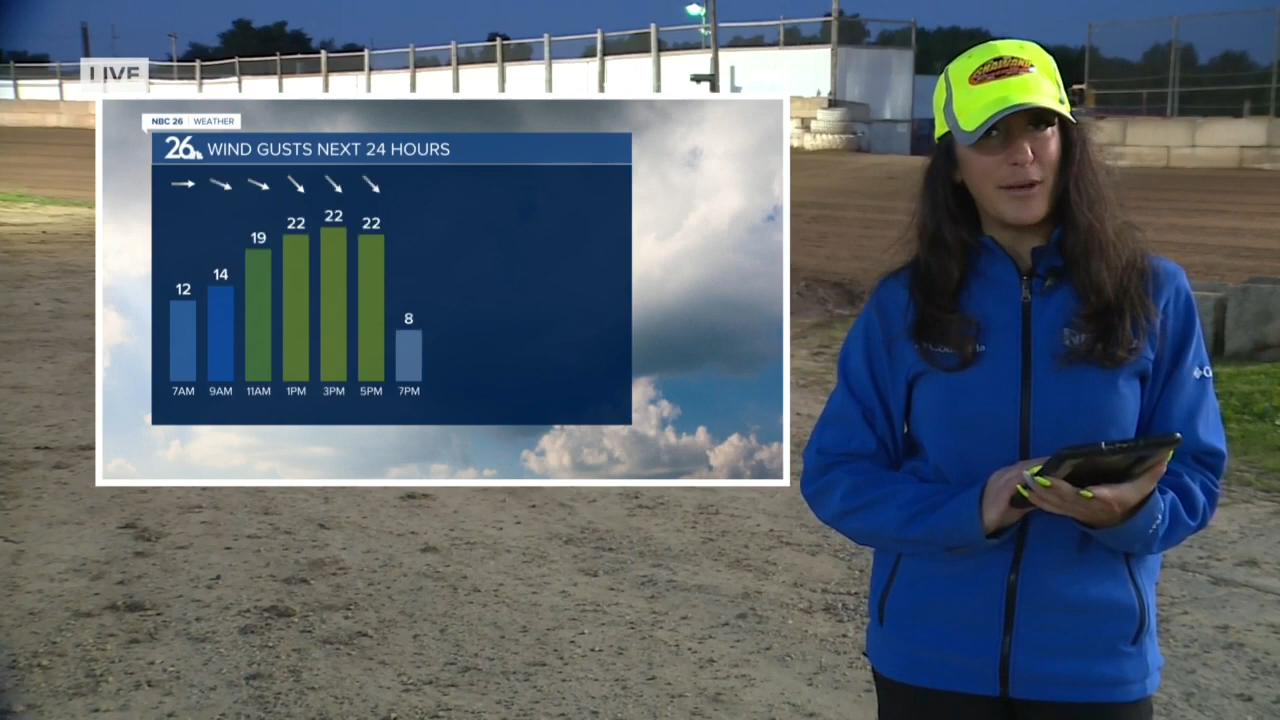 LIVE
NBC 26 WEATHER
26 WIND GUSTS NEXT 24 HOURS
12 14 19 22 22 22 8
7AM 9AM 11AM 1PM 3PM 5PM 7PM